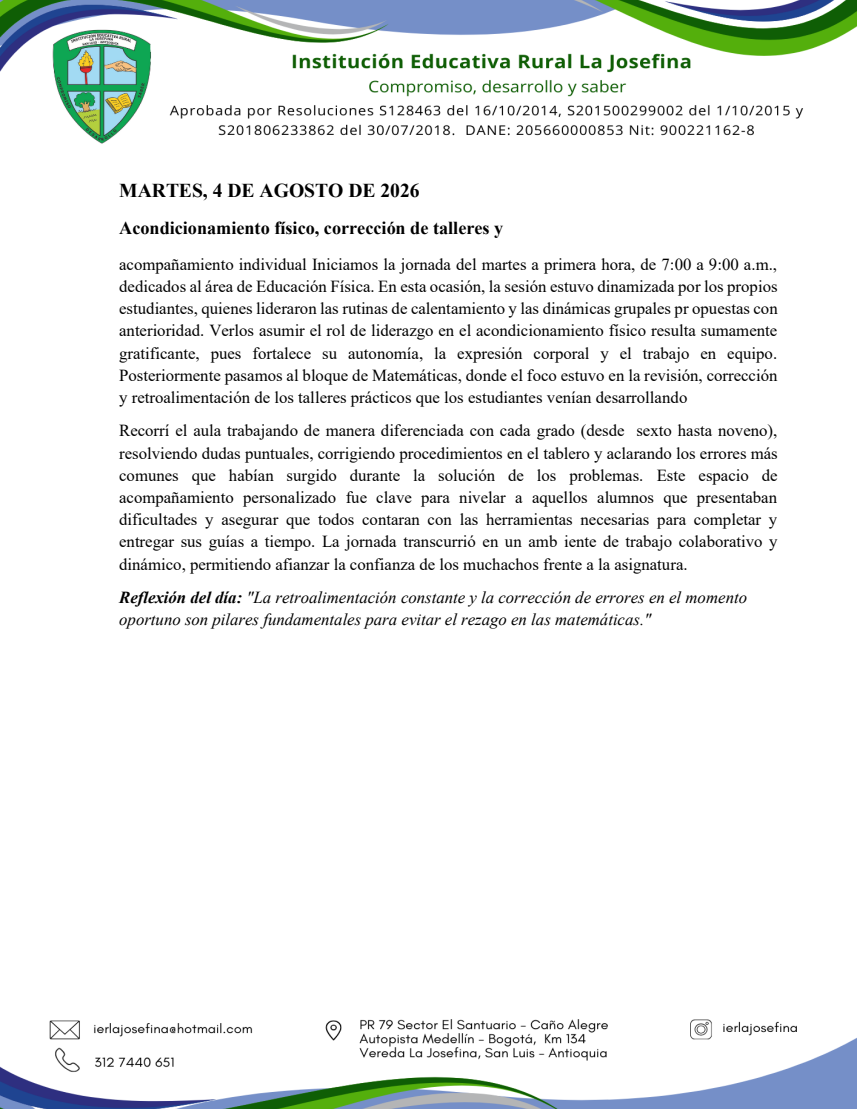 INSTITUCIÓN EDUCATIVA RURAL
LA JOSEFINA
Institución Educativa Rural La Josefina
Compromiso, desarrollo y saber
Aprobada por Resoluciones S128463 del 16/10/2014, S201500299002 del 1/10/2015 y
S201806233862 del 30/07/2018.  DANE: 205660000853 Nit: 900221162-8
MARTES, 4 DE AGOSTO DE 2026
Acondicionamiento físico, corrección de talleres y
acompañamiento individual Iniciamos la jornada del martes a primera hora, de 7:00 a 9:00 a.m.,
dedicados al área de Educación Física. En esta ocasión, la sesión estuvo dinamizada por los propios
estudiantes, quienes lideraron las rutinas de calentamiento y las dinámicas grupales pr opuestas con
anterioridad. Verlos asumir el rol de liderazgo en el acondicionamiento físico resulta sumamente
gratificante, pues fortalece su autonomía, la expresión corporal y el trabajo en equipo.
Posteriormente pasamos al bloque de Matemáticas, donde el foco estuvo en la revisión, corrección
y retroalimentación de los talleres prácticos que los estudiantes venían desarrollando
Recorrí el aula trabajando de manera diferenciada con cada grado (desde  sexto hasta noveno),
resolviendo dudas puntuales, corrigiendo procedimientos en el tablero y aclarando los errores más
comunes que habían surgido durante la solución de los problemas. Este espacio de
acompañamiento personalizado fue clave para nivelar a aquellos alumnos que presentaban
dificultades y asegurar que todos contaran con las herramientas necesarias para completar y
entregar sus guías a tiempo. La jornada transcurrió en un amb iente de trabajo colaborativo y
dinámico, permitiendo afianzar la confianza de los muchachos frente a la asignatura.
Reflexión del día: "La retroalimentación constante y la corrección de errores en el momento
oportuno son pilares fundamentales para evitar el rezago en las matemáticas."
ierlajosefina@hotmail.com
312 7440 651
PR 79 Sector El Santuario - Caño Alegre
Autopista Medellín - Bogotá,  Km 134
Vereda La Josefina, San Luis - Antioquia
ierlajosefina